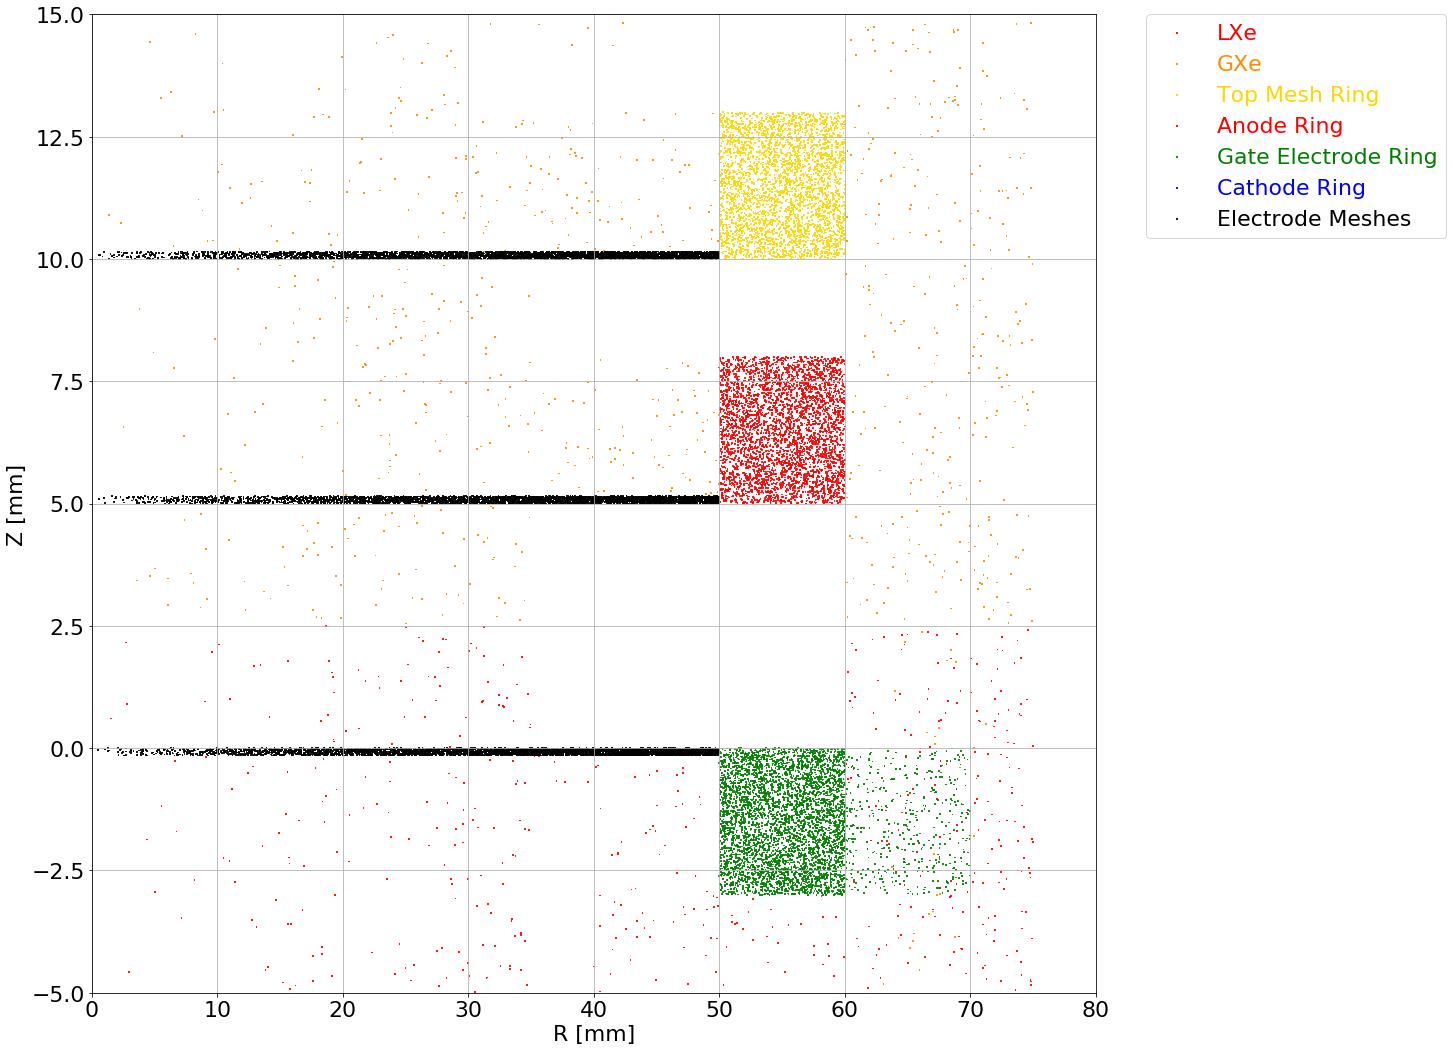 15.0
12.5
10.0
7.5
5.0
2.5
0.0
−2.5
−5.0
Z [mm]
0 10 20 30 40 50 60 70 80
R [mm]
LXe
GXe
Top Mesh Ring
Anode Ring
Gate Electrode Ring
Cathode Ring
Electrode Meshes